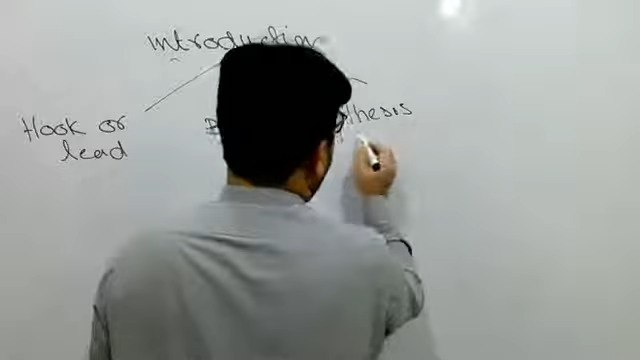 introduction
Hook or
lead
thesis